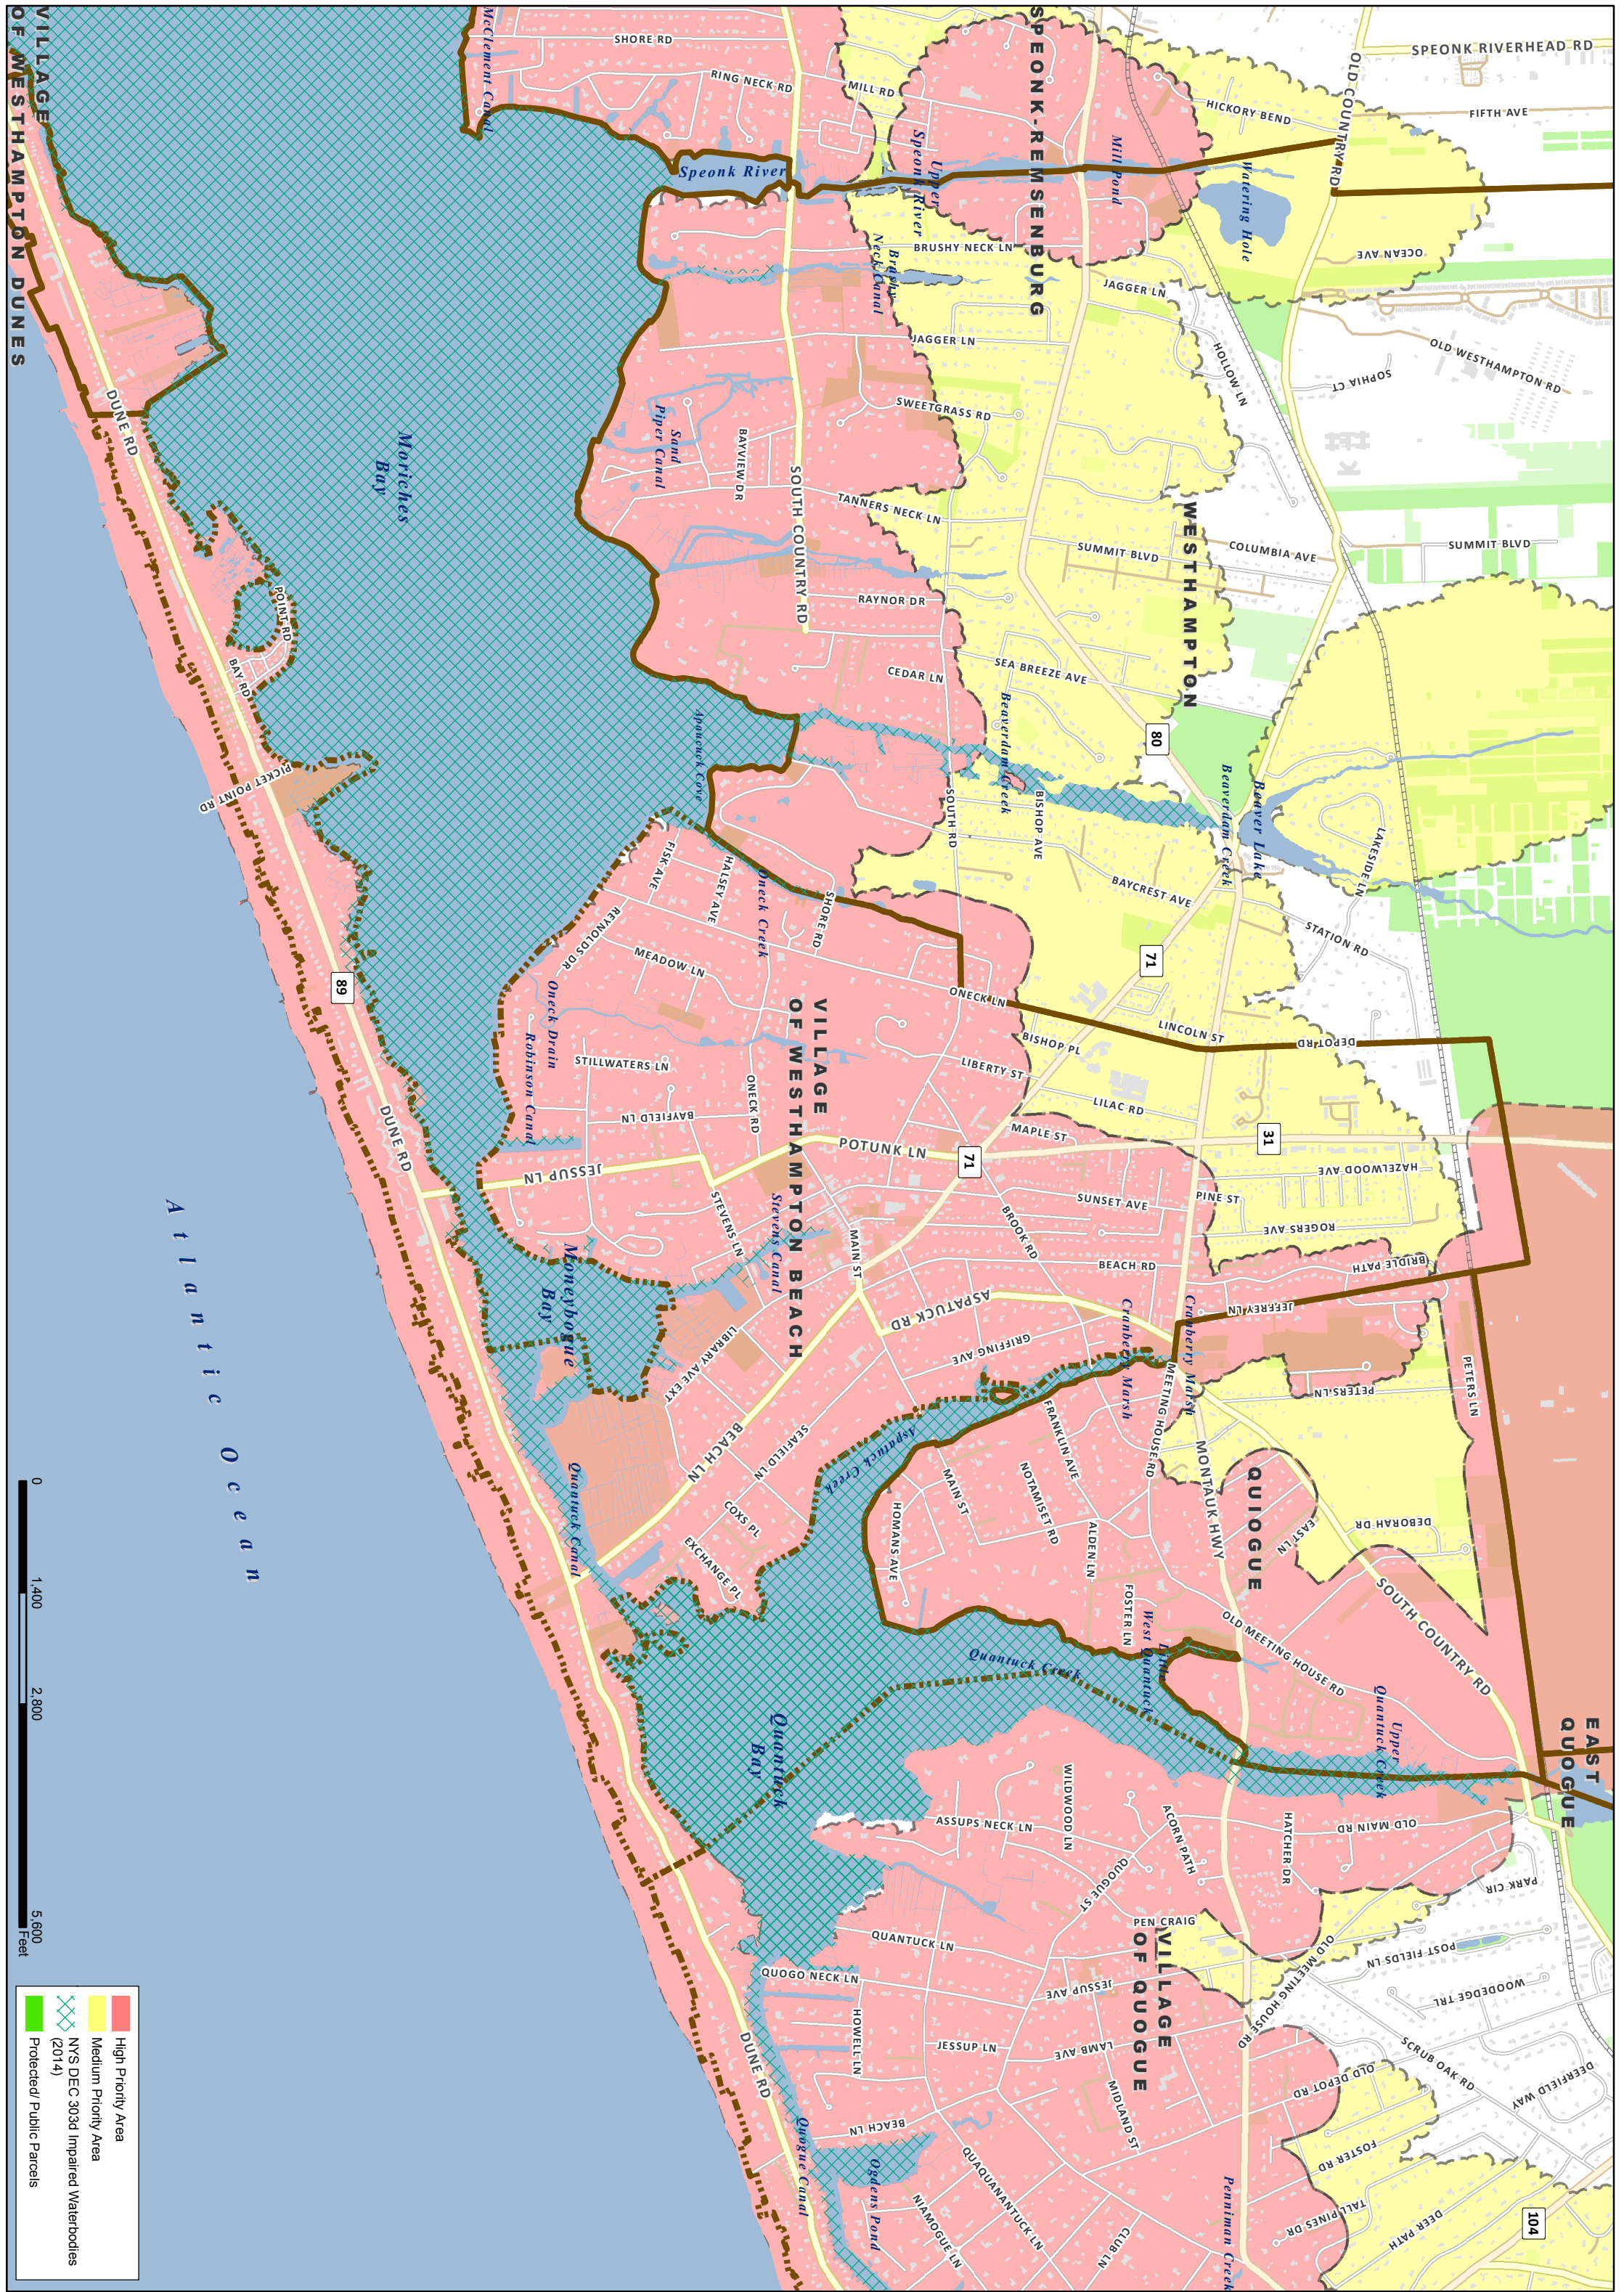 VILLAGE
OF WESTHAMPTON DUNES
McClement Canal
SHORE RD
RING NECK RD
MILL RD
SPEONK-REMSENBURG
Speonk River
Upper
Speonk River
Mill Pond
HICKORY BEND
OLD COUNTRY RD
SPEONK RIVERHEAD RD
FIFTH AVE
Watering Hole
OCEAN AVE
BRUSHY NECK LN
Brushy
Neck Canal
JAGGER LN
JAGGER LN
HOLLOW LN
SOPHIA CT
OLD WESTHAMPTON RD
SWEETGRASS RD
Sand
Piper Canal
BAYVIEW DR
SOUTH COUNTRY RD
TANNERS NECK LN
DUNE RD
Moriches
Bay
WESTHAMPTON
SUMMIT BLVD
COLUMBIA AVE
SUMMIT BLVD
RAYNOR DR
POINT RD
BAY RD
CEDAR LN
SEA BREEZE AVE
Beaverdam Creek
80
PICKET POINT RD
Apaucuck Cove
SOUTH RD
BISHOP AVE
Beaverdam Creek
Beaver Lake
LAKESIDE LN
FISK AVE
HALSEY AVE
Oneck Creek
SHORE RD
BAYCREST AVE
STATION RD
REYNOLDS DR
MEADOW LN
71
89
ONECK LN
LINCOLN ST
DEPOT RD
BISHOP PL
Oneck Drain
Robinson Canal
STILLWATERS LN
VILLAGE
OF WESTHAMPTON BEACH
LIBERTY ST
LILAC RD
ONECK RD
BAYFIELD LN
DUNE RD
POTUNK LN
71
MAPLE ST
31
JESSUP LN
HAZELWOOD AVE
SUNSET AVE
PINE ST
ROGERS AVE
STEVENS LN
Stevens Canal
MAIN ST
BROOK RD
BEACH RD
BRIDLE PATH
Atlantic Ocean
Moneybogue
Bay
ASPATUCK RD
Cranberry Marsh
Cranberry Marsh
JEFFREY LN
GRIFFING AVE
LIBRARY AVE EXT
MEETING HOUSE RD
PETERS LN
PETERS LN
BEACH LN
SEAFIELD LN
Aspatuck Creek
FRANKLIN AVE
MONTAUK HWY
QUIOGUE
Quantuck Canal
COXS PL
EXCHANGE PL
MAIN ST
NOTAMISET RD
HOMANS AVE
ALDEN LN
EAST LN
DEBORAH DR
FOSTER LN
SOUTH COUNTRY RD
OLD MEETING HOUSE RD
Little
West Quantuck
Quantuck Creek
Quantuck
Bay
Upper
Quantuck Creek
EAST
QUOGUE
WILDWOOD LN
ASSUPS NECK LN
ACORN PATH
HATCHER DR
OLD MAIN RD
QUOGUE ST
PARK CIR
PEN CRAIG
VILLAGE
OF QUOGUE
QUANTUCK LN
OLD MEETING HOUSE RD
POST FIELDS LN
WOODEDGE TRL
QUOGO NECK LN
JESSUP AVE
HOWELL LN
JESSUP LN
LAMB AVE
SCRUB OAK RD
DEERFIELD WAY
DUNE RD
MIDLAND ST
OLD DEPOT RD
BEACH LN
FOSTER RD
Quogue Canal
Ogdens Pond
QUAQUANANTUCK LN
NIAMOGUE LN
CLUB LN
Penniman Creek
TALL PINES DR
DEER PATH
104
0 1,400 2,800 5,600
Feet
High Priority Area
Medium Priority Area
NYS DEC 303d Impaired Waterbodies
(2014)
Protected/ Public Parcels